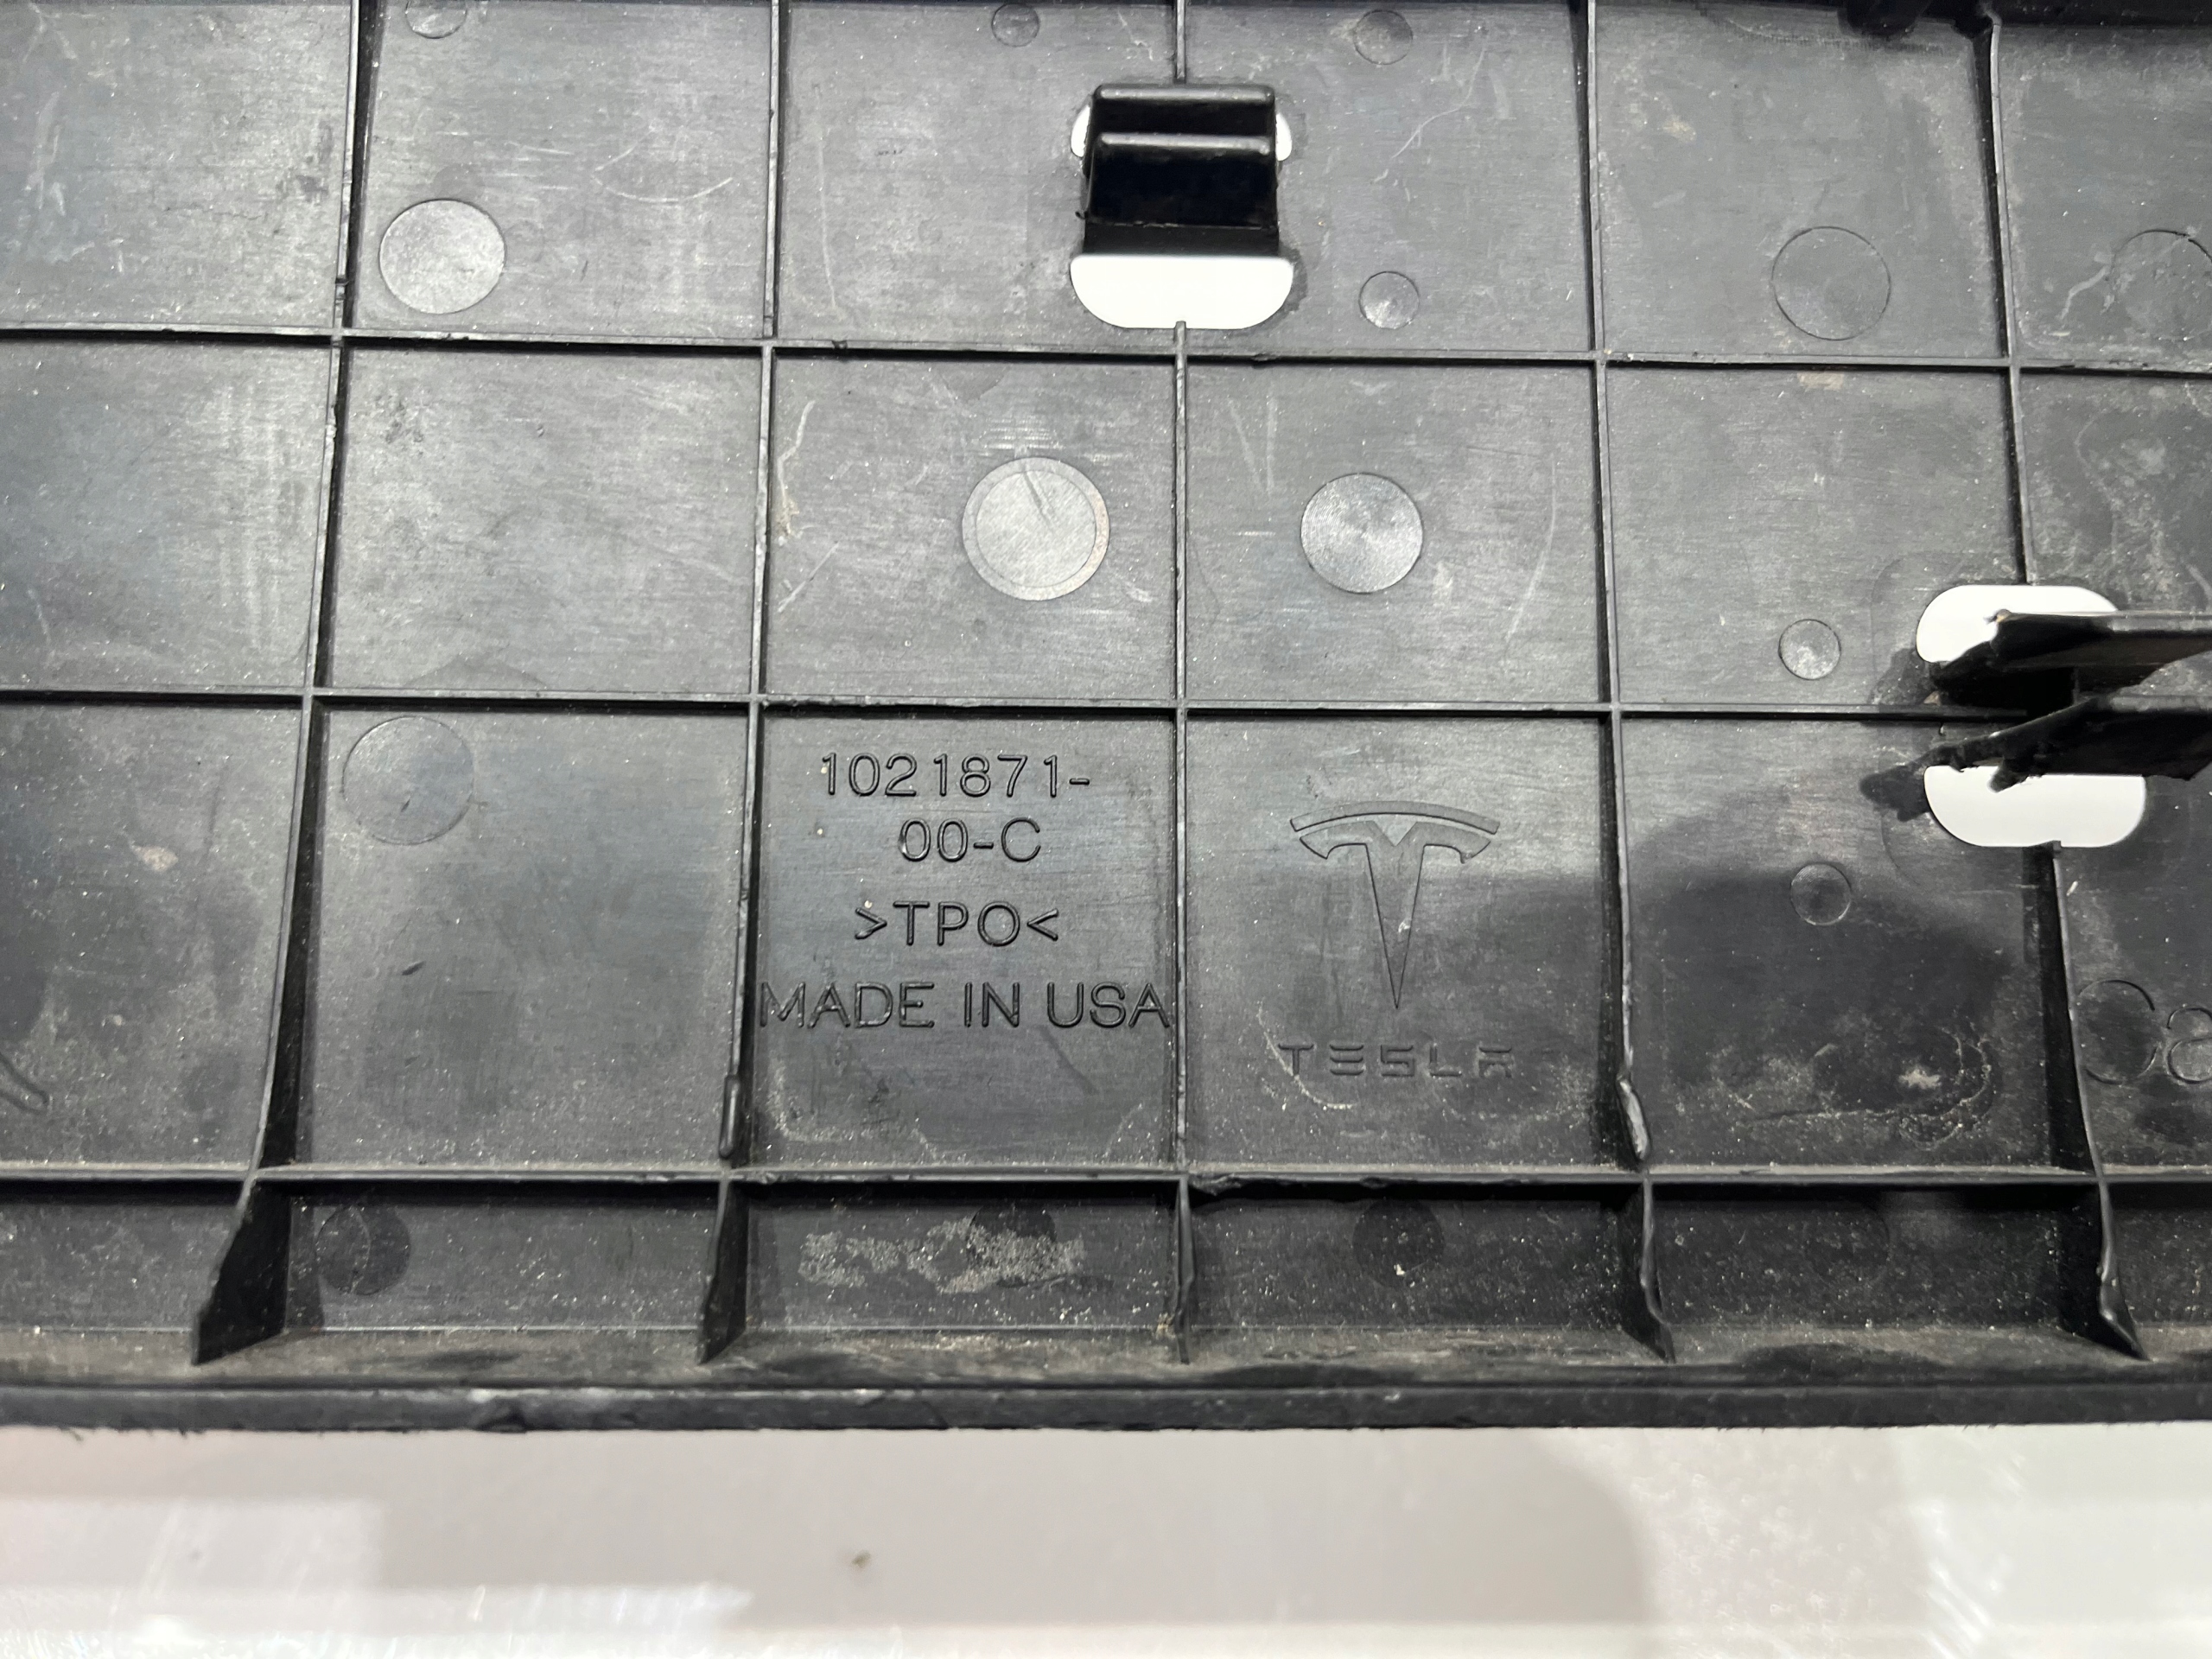 1021871-
00-C
>TPO<
MADE IN USA
TESLA